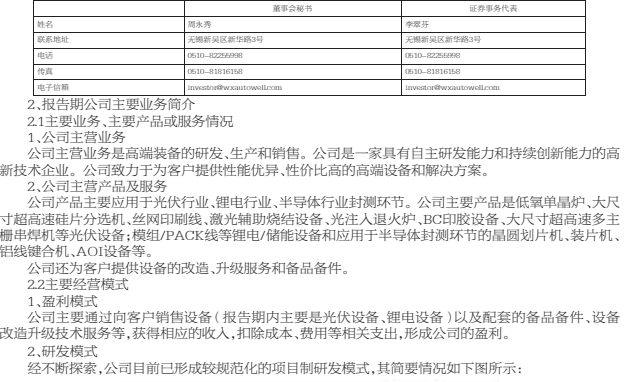 董事会秘书 证券事务代表
姓名 周永秀 李翠芬
联系地址 无锡新吴区新华路3号 无锡新吴区新华路3号
电话 0510-82255998 0510-82255998
传真 0510-81816158 0510-81816158
电子信箱 investor@wxautowell.com investor@wxautowell.com
2、报告期公司主要业务简介
2.1主要业务、主要产品或服务情况
1、公司主营业务
公司主营业务是高端装备的研发、生产和销售。公司是一家具有自主研发能力和持续创新能力的高
新技术企业。公司致力于为客户提供性能优异、性价比高的高端设备和解决方案。
2、公司主营产品及服务
公司产品主要应用于光伏行业、锂电行业、半导体行业封测环节。公司主要产品是低氧单晶炉、大尺
寸超高速硅片分选机、丝网印刷线、激光辅助烧结设备、光注入退火炉、BC印胶设备、大尺寸超高速多主
栅串焊机等光伏设备;模组/PACK线等锂电/储能设备和应用于半导体封测环节的晶圆划片机、装片机、
铝线键合机、AOI设备等。
公司还为客户提供设备的改造、升级服务和备品备件。
2.2主要经营模式
1、盈利模式
公司主要通过向客户销售设备(报告期内主要是光伏设备、锂电设备)以及配套的备品备件、设备
改造升级技术服务等,获得相应的收入,扣除成本、费用等相关支出,形成公司的盈利。
2、研发模式
经不断探索,公司目前已形成较规范化的项目制研发模式,其简要情况如下图所示: